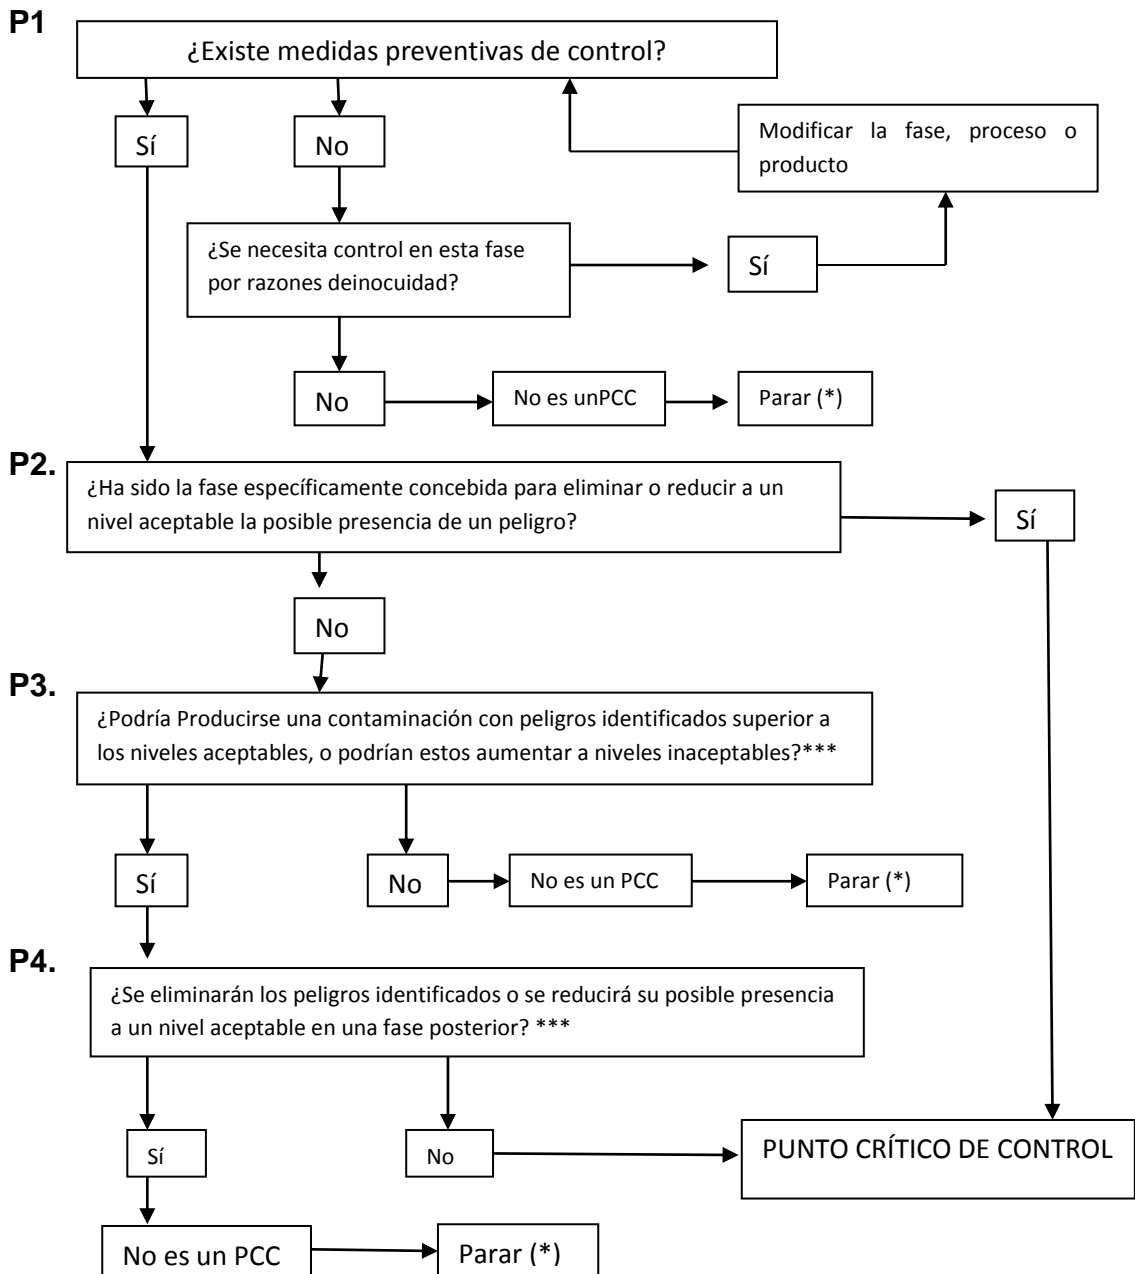 P1
¿Existe medidas preventivas de control?
Sí
No
Modificar la fase, proceso o
producto
¿Se necesita control en esta fase
por razones deinocuidad?
Sí
No
No es unPCC
Parar (*)
P2.
¿Ha sido la fase específicamente concebida para eliminar o reducir a un
nivel aceptable la posible presencia de un peligro?
Sí
No
P3.
¿Podría Producirse una contaminación con peligros identificados superior a
los niveles aceptables, o podrían estos aumentar a niveles inaceptables?***
Sí
No
No es un PCC
Parar (*)
P4.
¿Se eliminarán los peligros identificados o se reducirá su posible presencia
a un nivel aceptable en una fase posterior? ***
Sí
No
PUNTO CRÍTICO DE CONTROL
No es un PCC
Parar (*)